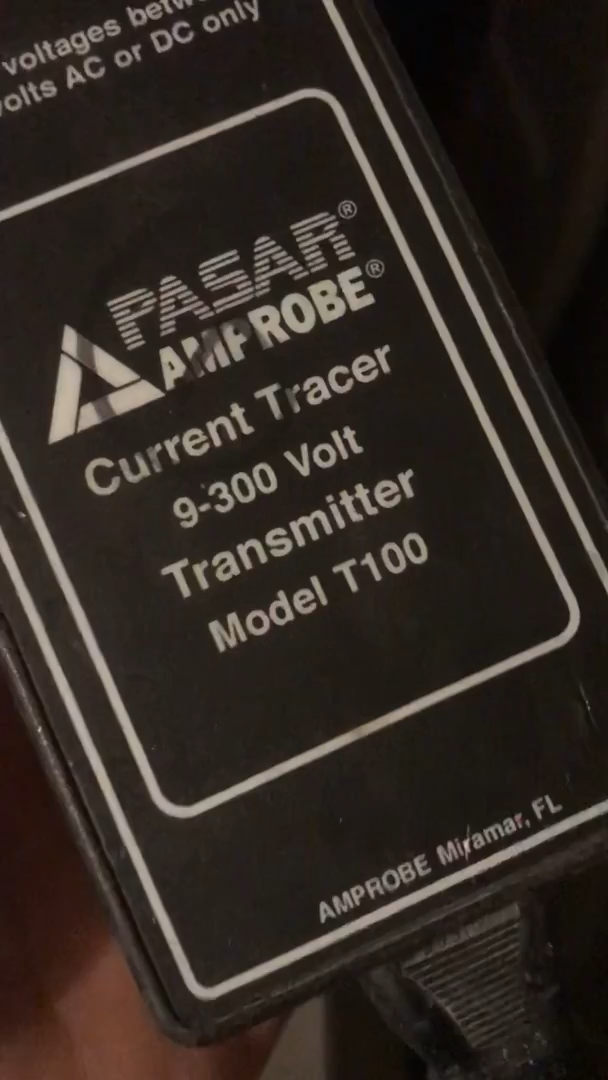 voltages
volts AC or DC only
PASAR®
AMPROBE®
Current Tracer
9-300 Volt
Transmitter
Model T100
AMPROBE Miramar, FL